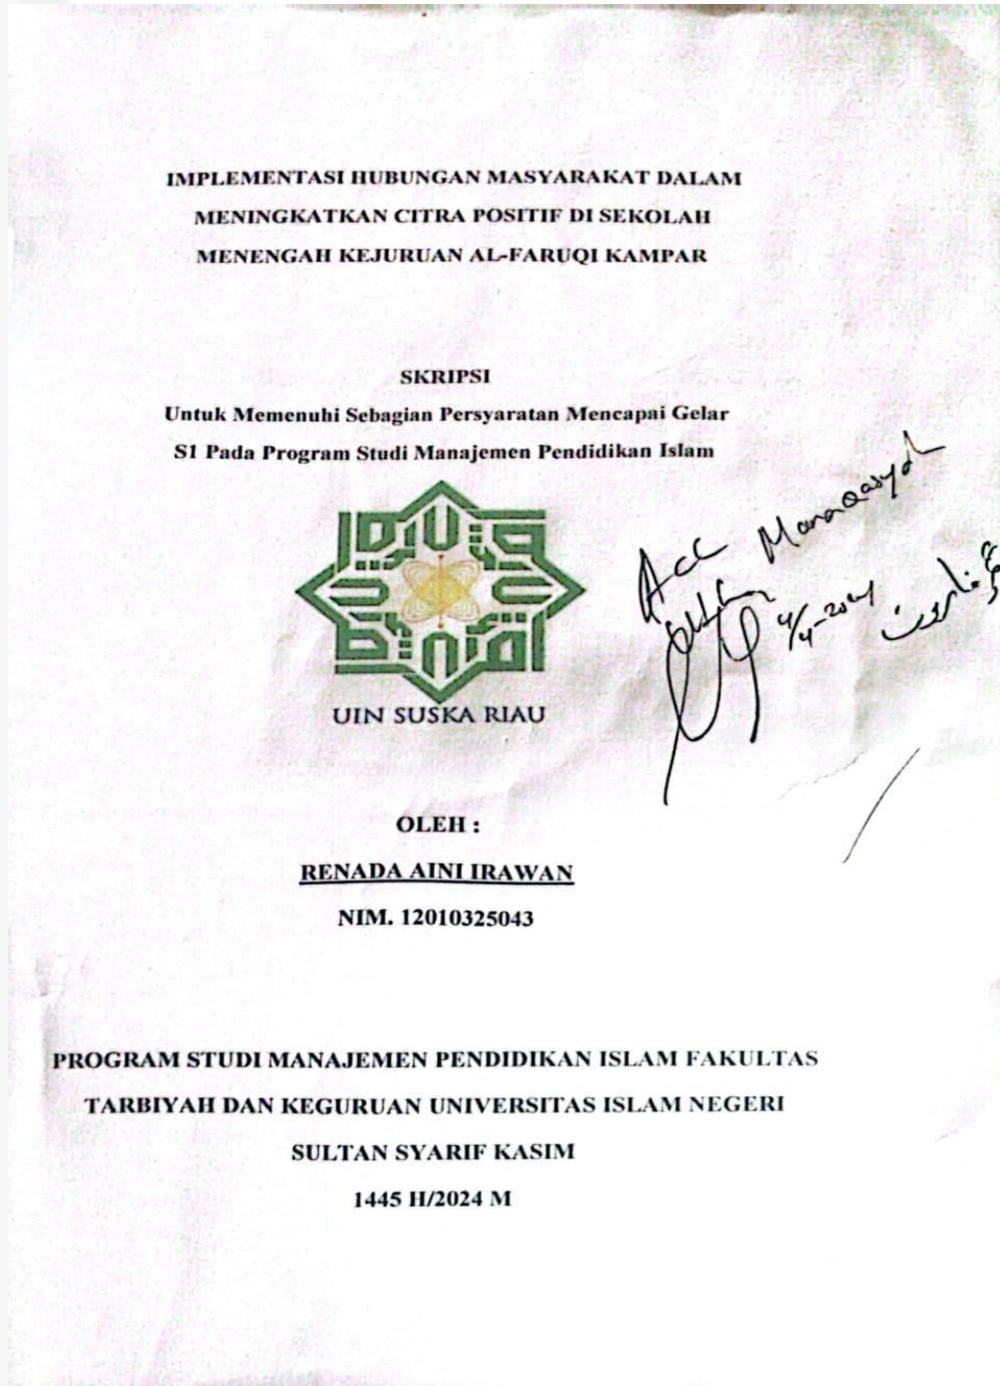 IMPLEMENTASI HUBUNGAN MASYARAKAT DALAM
MENINGKATKAN CITRA POSITIF DI SEKOLAH
MENENGAH KEJURUAN AL-FARUQI KAMPAR
SKRIPSI
Untuk Memenuhi Sebagian Persyaratan Mencapai Gelar
S1 Pada Program Studi Manajemen Pendidikan Islam
Acc Munaqasyah
4/4-2024
UIN SUSKA RIAU
OLEH :
RENADA AINI IRAWAN
NIM. 12010325043
PROGRAM STUDI MANAJEMEN PENDIDIKAN ISLAM FAKULTAS
TARBIYAH DAN KEGURUAN UNIVERSITAS ISLAM NEGERI
SULTAN SYARIF KASIM
1445 H/2024 M